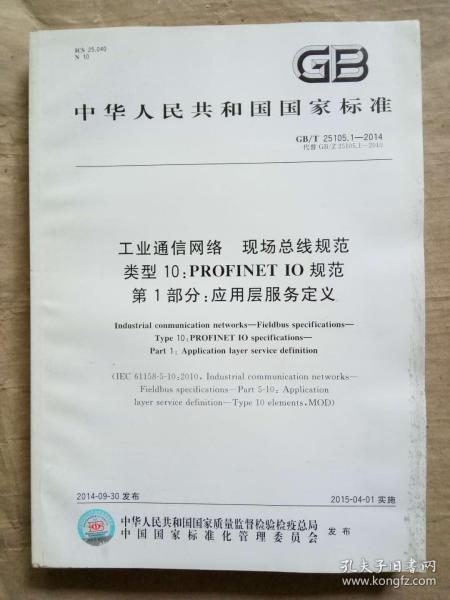 ICS 25.040
N 10
GB
中华人民共和国国家标准
GB/T 25105.1—2014
代替 GB/Z 25105.1—2010
工业通信网络 现场总线规范
类型 10:PROFINET IO 规范
第 1 部分:应用层服务定义
Industrial communication networks—Fieldbus specifications—
Type 10:PROFINET IO specifications—
Part 1: Application layer service definition
(IEC 61158-5-10:2010, Industrial communication networks—
Fieldbus specifications—Part 5-10: Application
layer service definition—Type 10 elements,MOD)
2014-09-30 发布
2015-04-01 实施
中华人民共和国国家质量监督检验检疫总局
中国国家标准化管理委员会
发布
孔夫子旧书网
www.kongfz.com